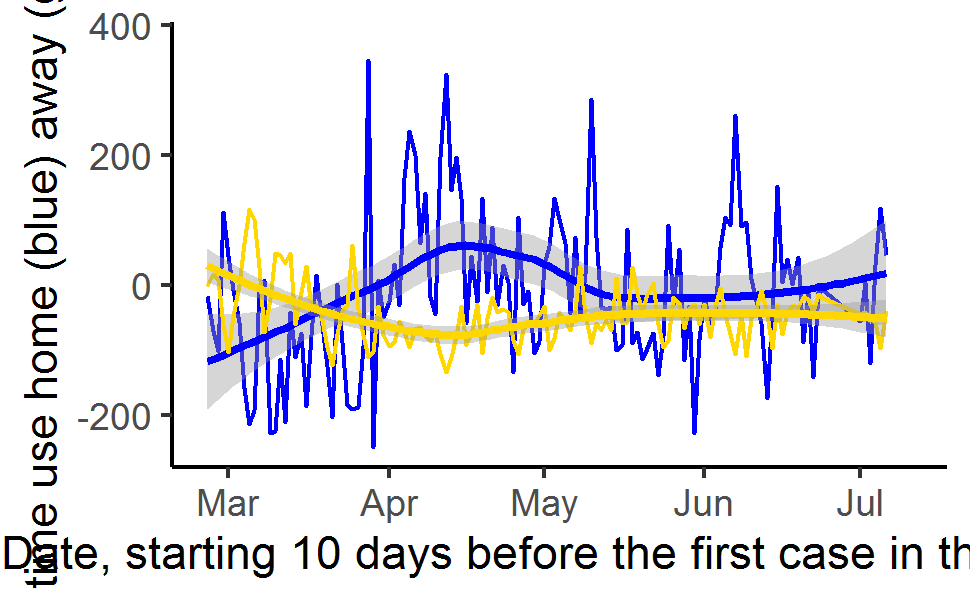 time use home (blue) away (
400
200
0
-200
Mar Apr May Jun Jul
Date, starting 10 days before the first case in th